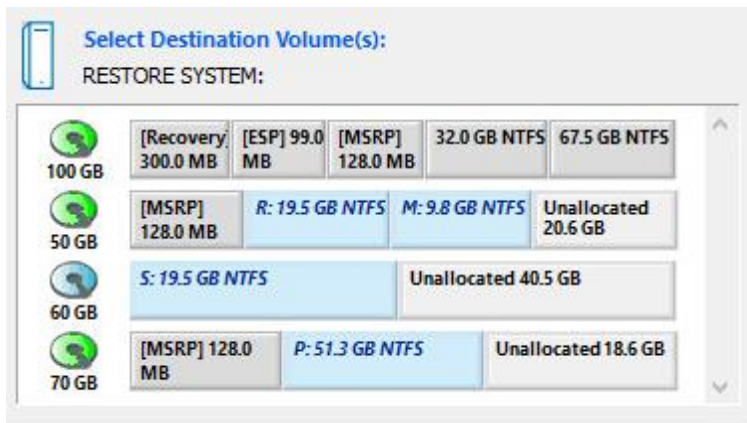 Select Destination Volume(s):
RESTORE SYSTEM:
[Recovery] [ESP] 99.0 [MSRP] 32.0 GB NTFS 67.5 GB NTFS
300.0 MB MB 128.0 MB
100 GB
[MSRP] R: 19.5 GB NTFS M: 9.8 GB NTFS Unallocated
128.0 MB 20.6 GB
50 GB
S: 19.5 GB NTFS Unallocated 40.5 GB
60 GB
[MSRP] 128.0 P: 51.3 GB NTFS Unallocated 18.6 GB
MB
70 GB